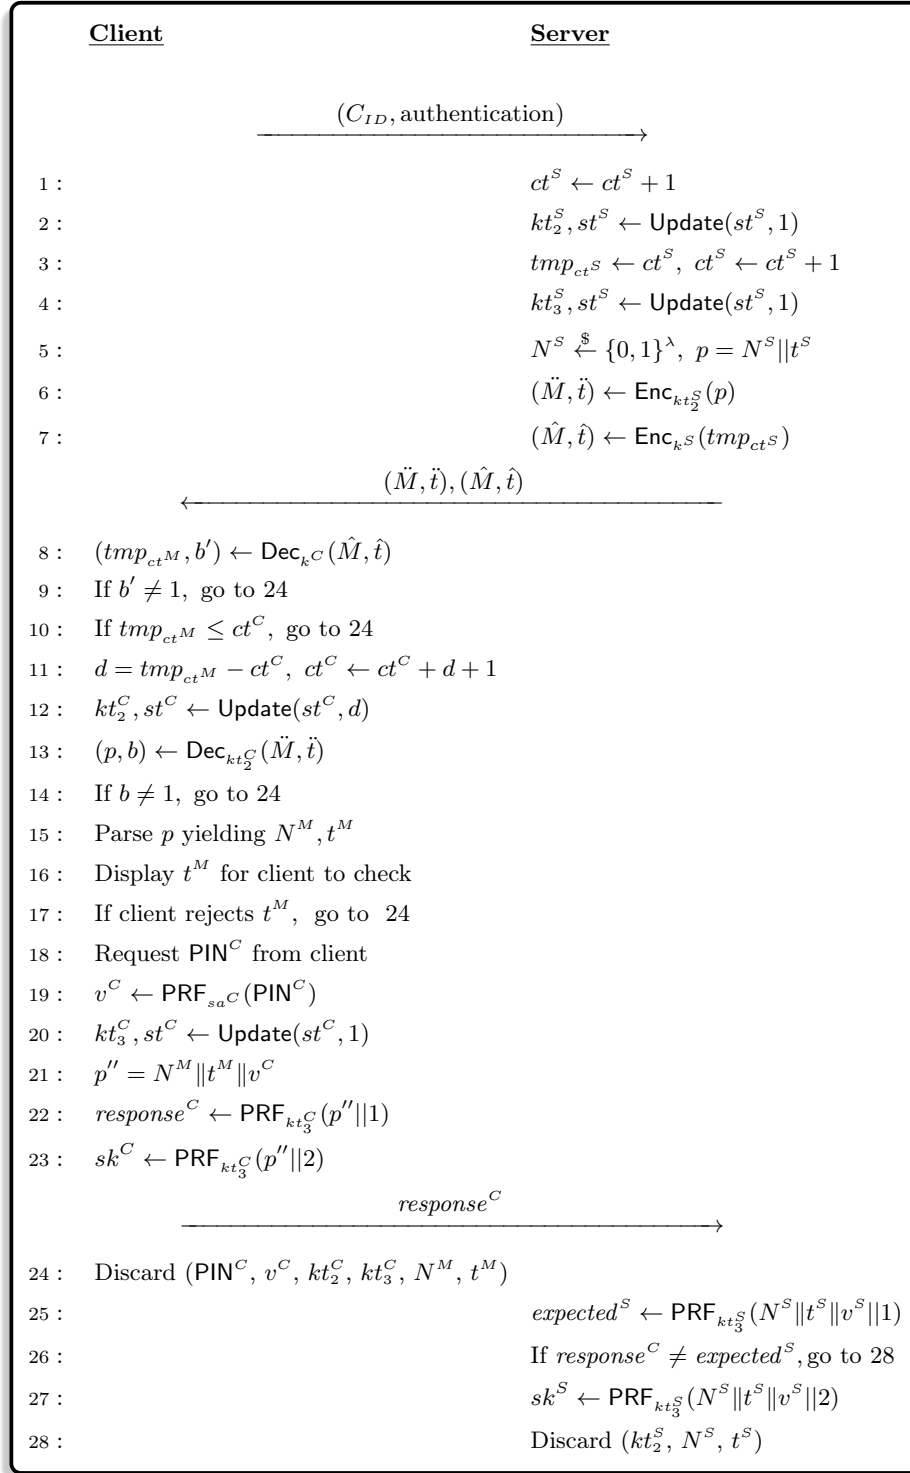 Client Server
(C_{ID}, authentication)
1 : ct^S ← ct^S + 1
2 : kt_2^S, st^S ← Update(st^S, 1)
3 : tmp_{ct^S} ← ct^S, ct^S ← ct^S + 1
4 : kt_3^S, st^S ← Update(st^S, 1)
5 : N^S ←$ {0, 1}^λ, p = N^S||t^S
6 : (M̈, ẗ) ← Enc_{kt_2^S}(p)
7 : (M̂, t̂) ← Enc_{k^S}(tmp_{ct^S})
(M̈, ẗ), (M̂, t̂)
8 : (tmp_{ct^M}, b′) ← Dec_{k^C}(M̂, t̂)
9 : If b′ ≠ 1, go to 24
10 : If tmp_{ct^M} ≤ ct^C, go to 24
11 : d = tmp_{ct^M} − ct^C, ct^C ← ct^C + d + 1
12 : kt_2^C, st^C ← Update(st^C, d)
13 : (p, b) ← Dec_{kt_2^C}(M̈, ẗ)
14 : If b ≠ 1, go to 24
15 : Parse p yielding N^M, t^M
16 : Display t^M for client to check
17 : If client rejects t^M, go to 24
18 : Request PIN^C from client
19 : v^C ← PRF_{sa^C}(PIN^C)
20 : kt_3^C, st^C ← Update(st^C, 1)
21 : p″ = N^M‖t^M‖v^C
22 : response^C ← PRF_{kt_3^C}(p″||1)
23 : sk^C ← PRF_{kt_3^C}(p″||2)
response^C
24 : Discard (PIN^C, v^C, kt_2^C, kt_3^C, N^M, t^M)
25 : expected^S ← PRF_{kt_3^S}(N^S‖t^S‖v^S||1)
26 : If response^C ≠ expected^S, go to 28
27 : sk^S ← PRF_{kt_3^S}(N^S‖t^S‖v^S||2)
28 : Discard (kt_2^S, N^S, t^S)